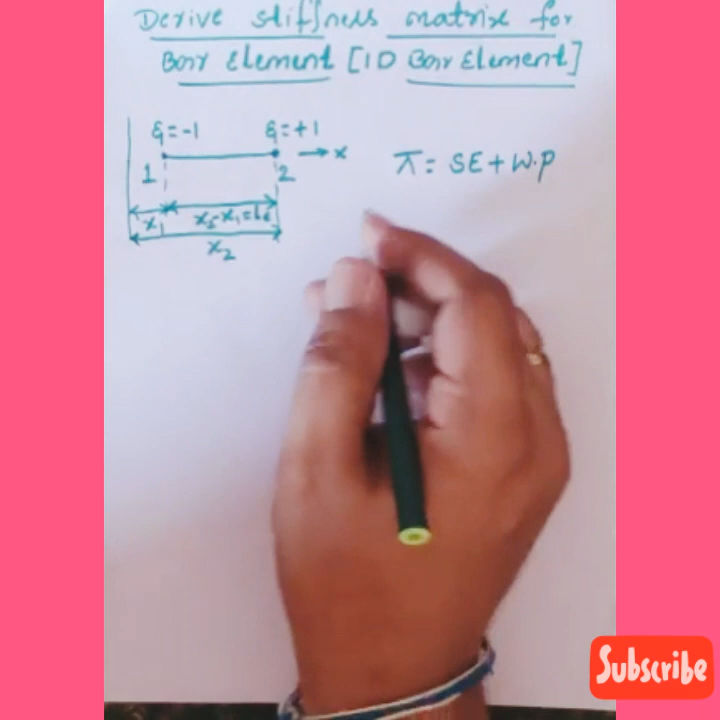 Derive stiffness matrix for
Bar Element [1D Bar Element]
ξ=-1 ξ=+1
1 2 → x
π = SE + W.P
x₁ x₂-x₁=le
x₂
Subscribe